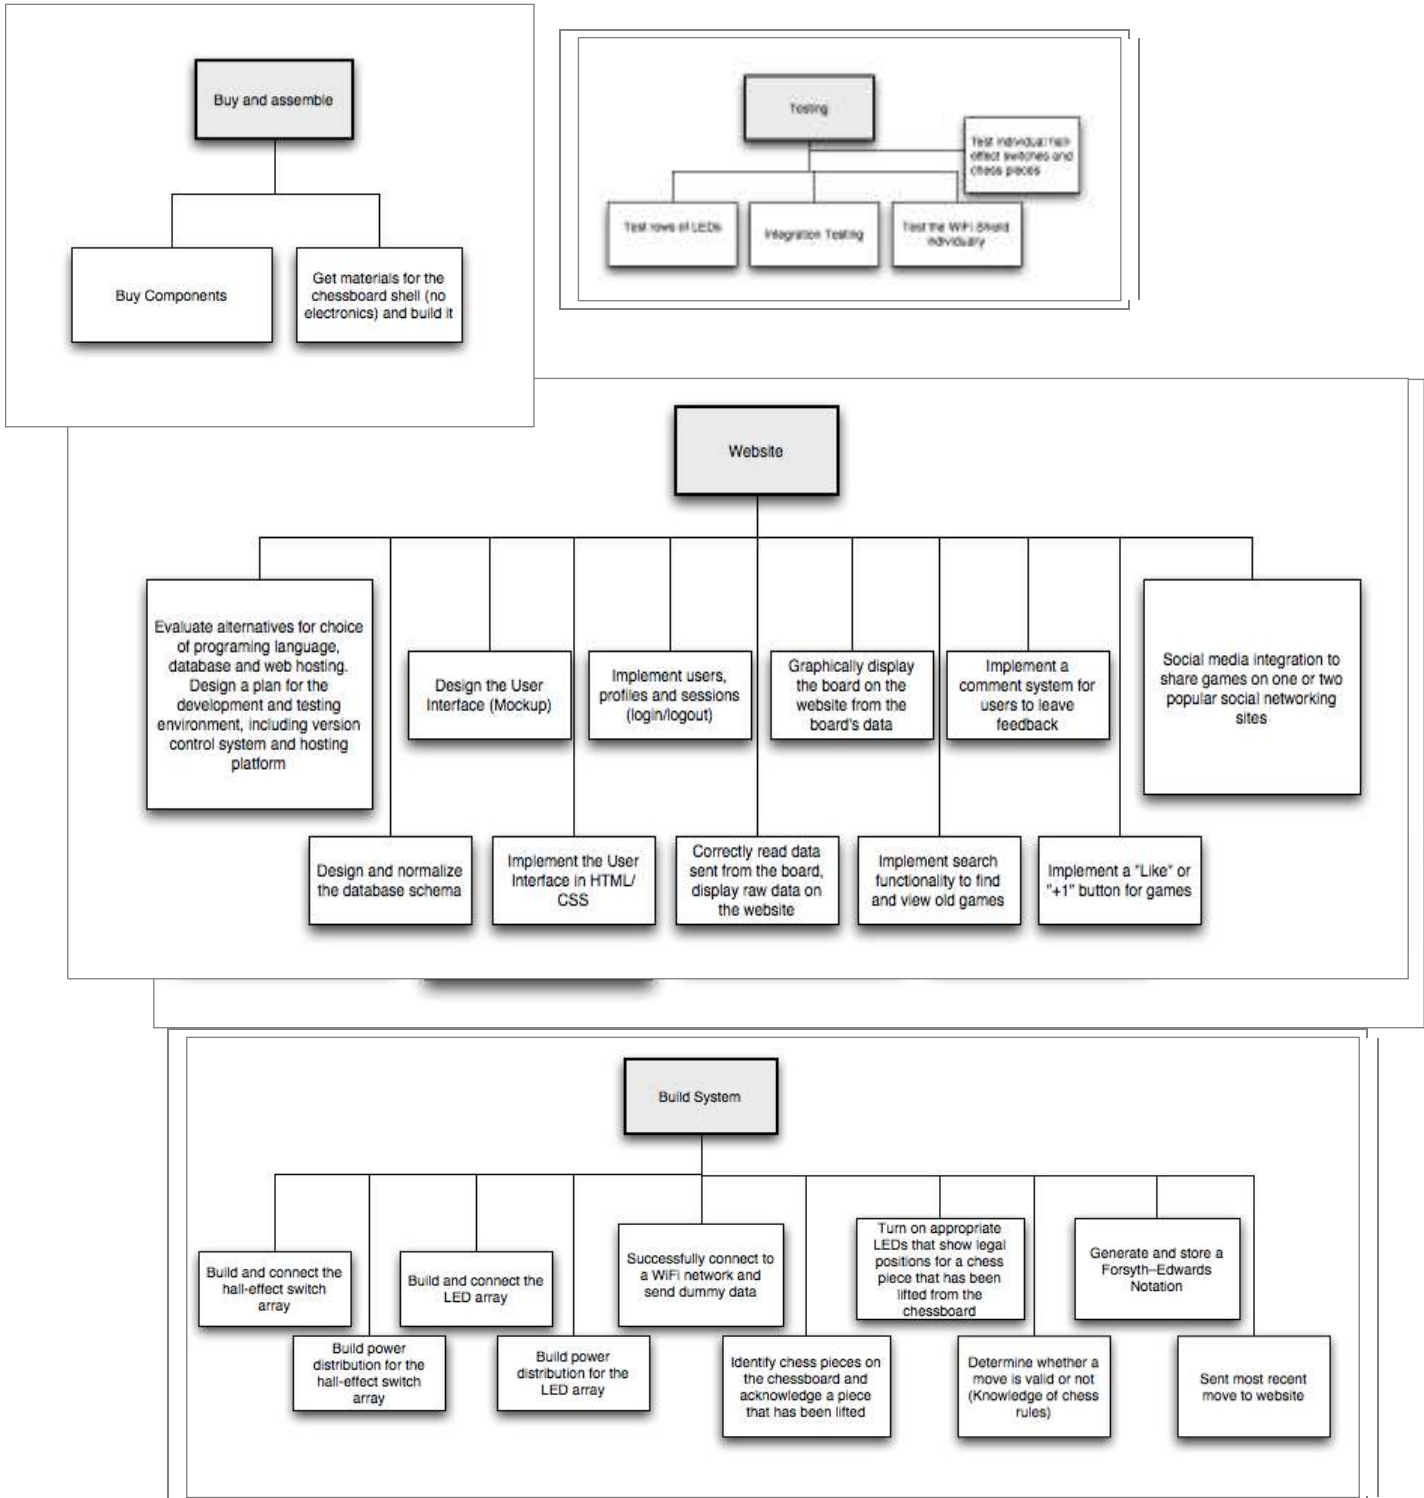 Buy and assemble
Buy Components
Get materials for the
chessboard shell (no
electronics) and build it
Testing
Test individual hall-
effect switches and
chess pieces
Test rows of LEDs
Integration Testing
Test the WiFi Shield
individually
Website
Evaluate alternatives for choice
of programing language,
database and web hosting.
Design a plan for the
development and testing
environment, including version
control system and hosting
platform
Design the User
Interface (Mockup)
Implement users,
profiles and sessions
(login/logout)
Graphically display
the board on the
website from the
board's data
Implement a
comment system for
users to leave
feedback
Social media integration to
share games on one or two
popular social networking
sites
Design and normalize
the database schema
Implement the User
Interface in HTML/
CSS
Correctly read data
sent from the board,
display raw data on
the website
Implement search
functionality to find
and view old games
Implement a "Like" or
"+1" button for games
Build System
Build and connect the
hall-effect switch
array
Build and connect the
LED array
Successfully connect to
a WiFi network and
send dummy data
Turn on appropriate
LEDs that show legal
positions for a chess
piece that has been
lifted from the
chessboard
Generate and store a
Forsyth–Edwards
Notation
Build power
distribution for the
hall-effect switch
array
Build power
distribution for the
LED array
Identify chess pieces on
the chessboard and
acknowledge a piece
that has been lifted
Determine whether a
move is valid or not
(Knowledge of chess
rules)
Sent most recent
move to website